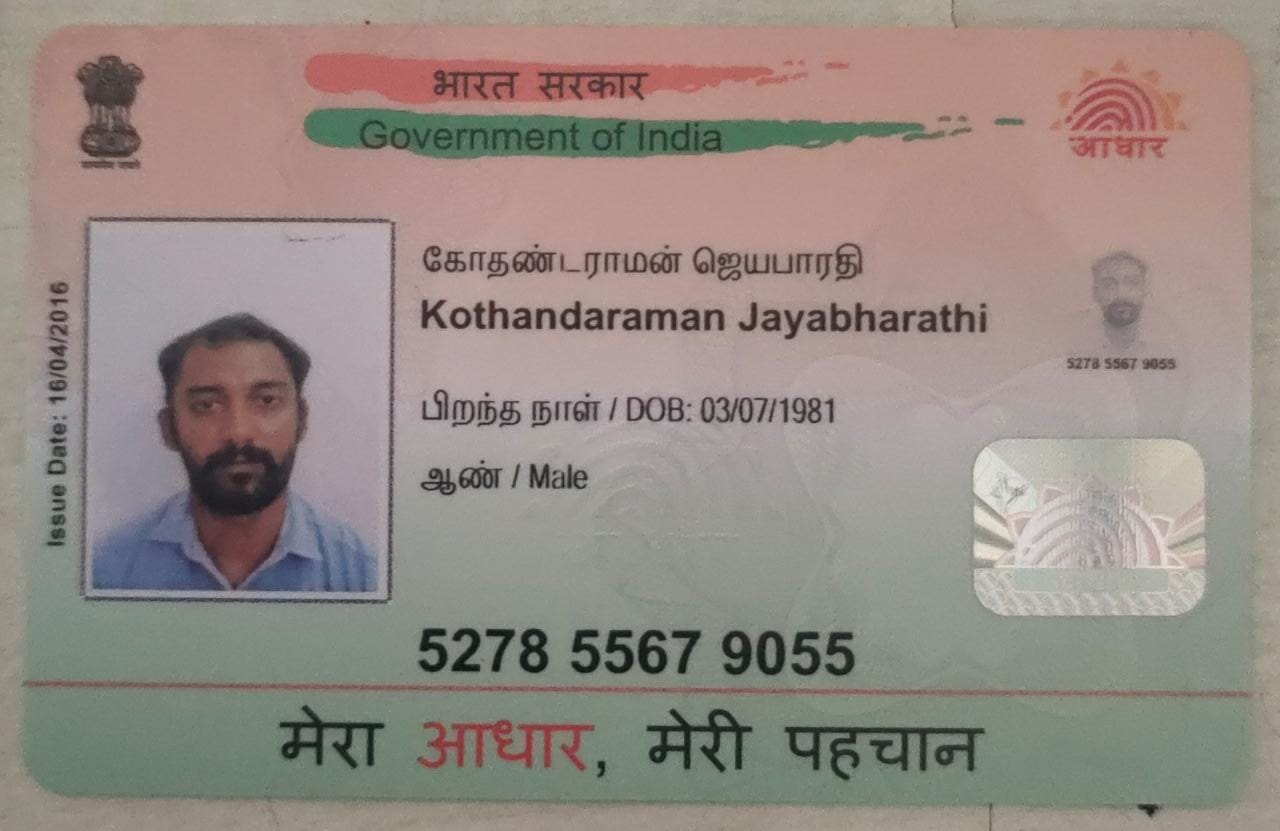 भारत सरकार
Government of India
आधार
Issue Date: 16/04/2016
கோதண்டராமன் ஜெயபாரதி
Kothandaraman Jayabharathi
பிறந்த நாள் / DOB: 03/07/1981
ஆண் / Male
5278 5567 9055
5278 5567 9055
मेरा आधार, मेरी पहचान